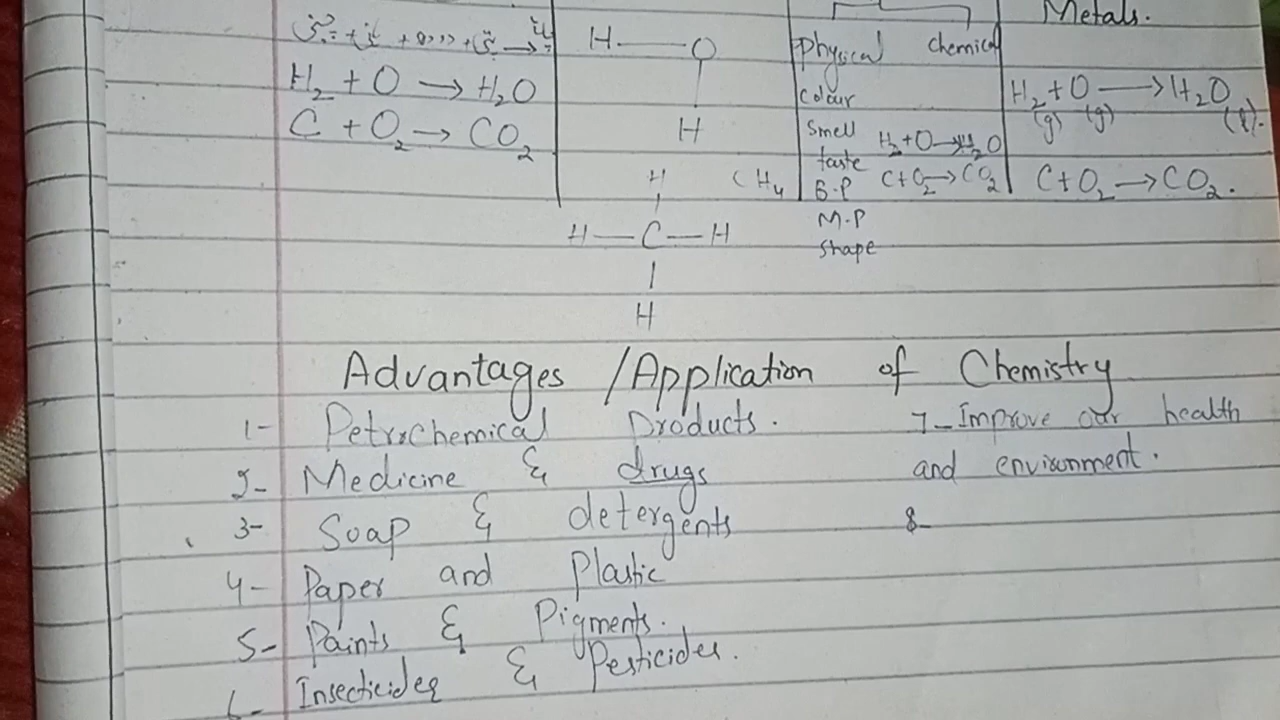 Metals.
H — O
Physical chemical
H₂ + O → H₂O
colour
H₂ + O → H₂O
(g) (g) (l).
C + O₂ → CO₂
H
Smell H₂+O→H₂O
taste
H CH₄ B.P C+O₂→CO₂ C+O₂→CO₂.
M.P
H — C — H
Shape
H
Advantages / Application of Chemistry
1- Petrochemical Products.
2- Medicine & drugs
3- Soap & detergents
4- Paper and Plastic
5- Paints & Pigments.
6- Insecticides & Pesticides.
7- Improve our health
and environment.
8-